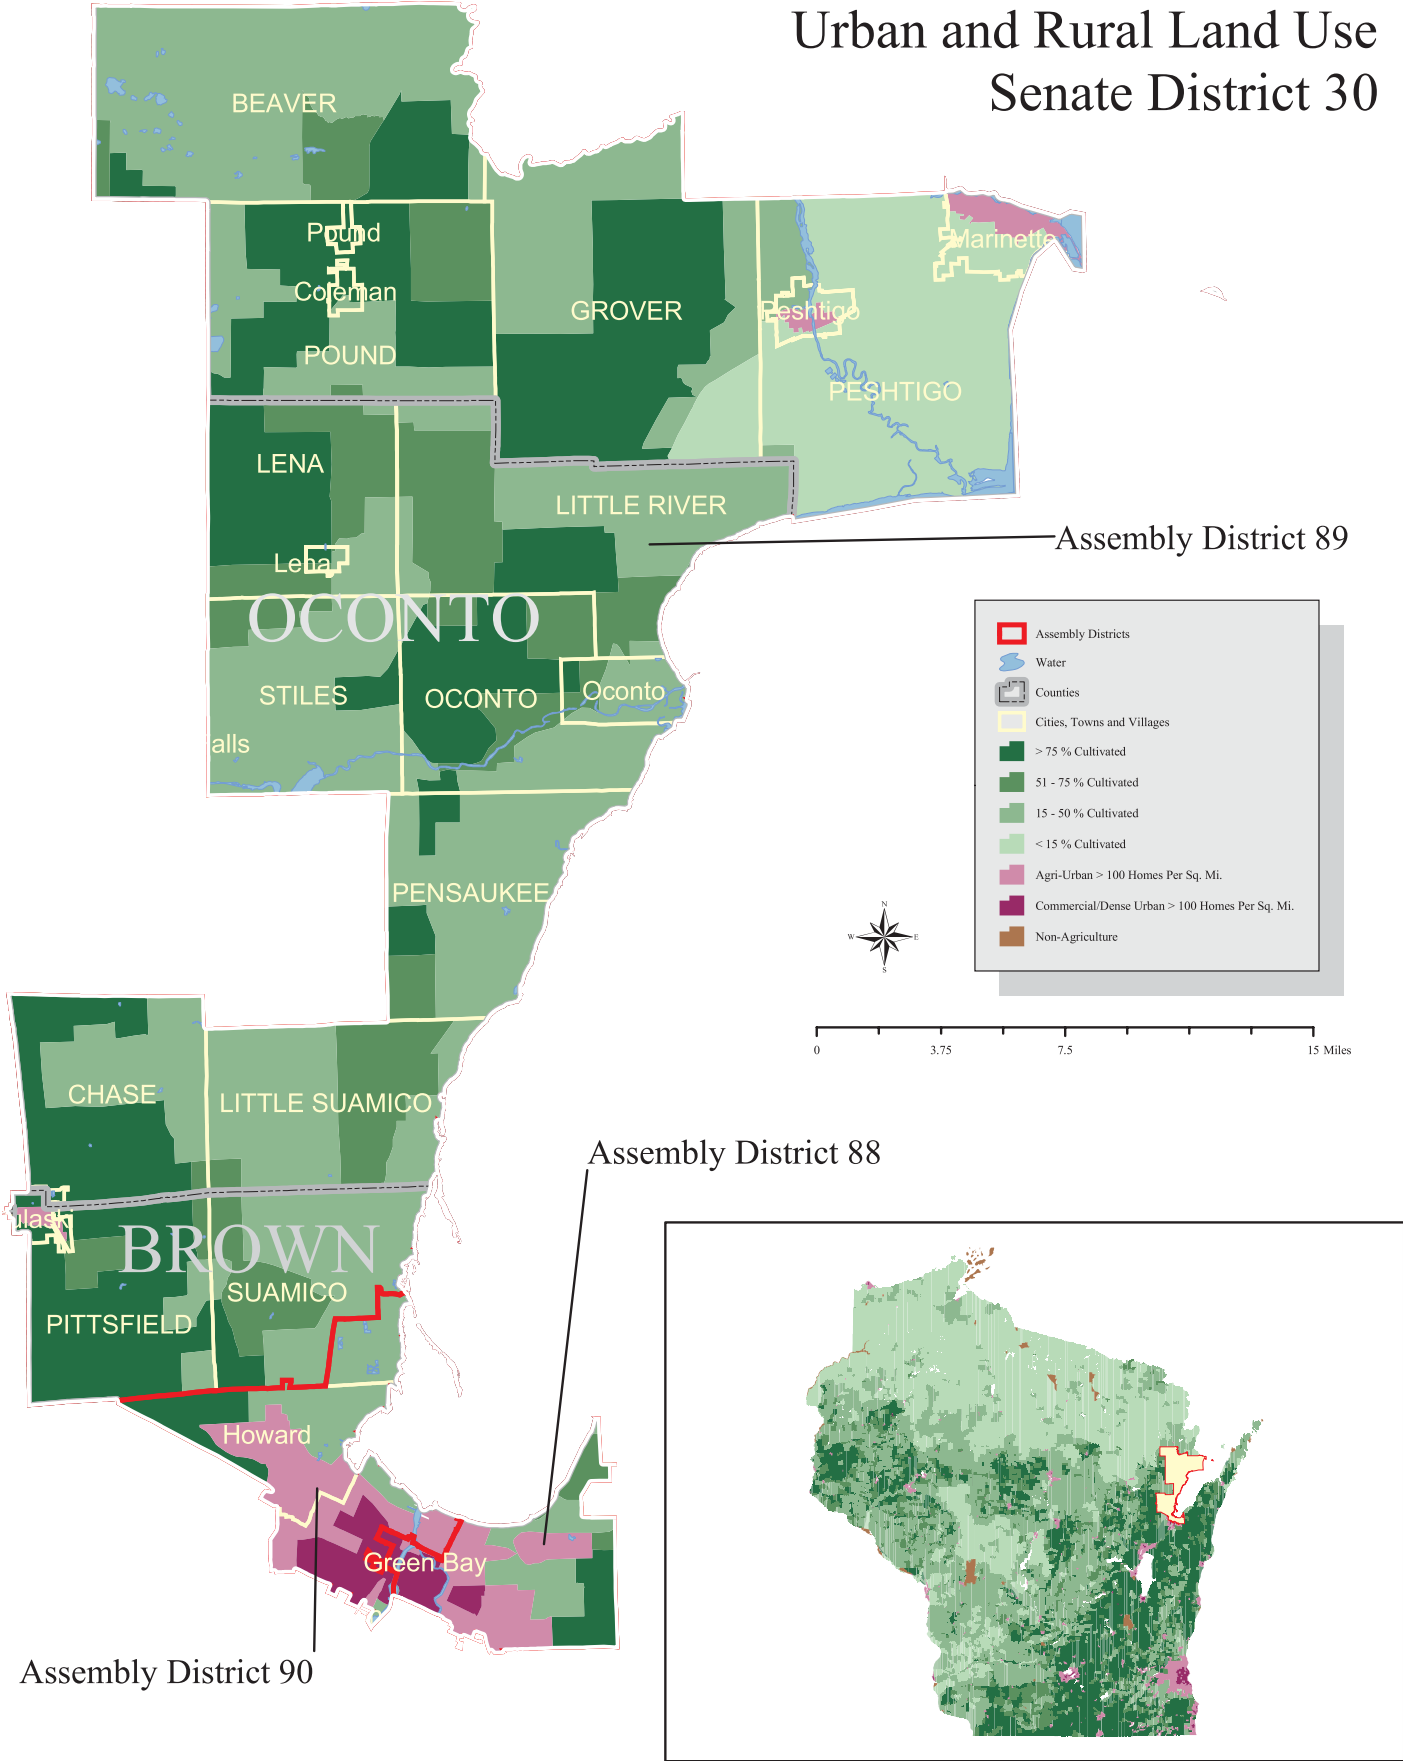 Urban and Rural Land Use
Senate District 30
BEAVER
Pound
Coleman
POUND
GROVER
Marinette
Peshtigo
PESHTIGO
LENA
LITTLE RIVER
Lena
Assembly District 89
OCONTO
STILES
OCONTO
Oconto
alls
PENSAUKEE
Assembly Districts
Water
Counties
Cities, Towns and Villages
> 75 % Cultivated
51 - 75 % Cultivated
15 - 50 % Cultivated
< 15 % Cultivated
Agri-Urban > 100 Homes Per Sq. Mi.
Commercial/Dense Urban > 100 Homes Per Sq. Mi.
Non-Agriculture
N
W E
S
0 3.75 7.5 15 Miles
CHASE
LITTLE SUAMICO
Assembly District 88
ulaski
BROWN
SUAMICO
PITTSFIELD
Howard
Green Bay
Assembly District 90